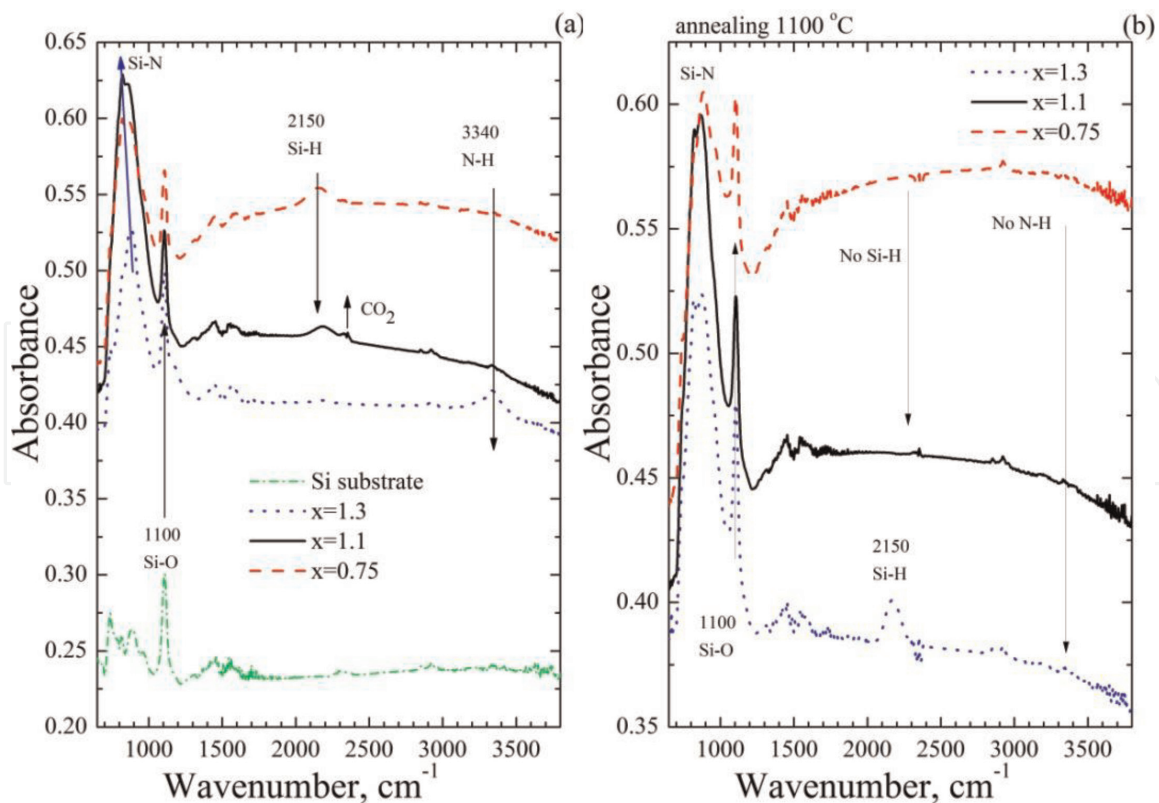 (a)
0.65
0.60
0.55
0.50
0.45
0.40
0.35
0.30
0.25
0.20
Absorbance
Si-N
2150
Si-H
3340
N-H
CO₂
Si substrate
x=1.3
x=1.1
x=0.75
1100
Si-O
1000 1500 2000 2500 3000 3500
Wavenumber, cm⁻¹
annealing 1100 °C
(b)
0.60
0.55
0.50
0.45
0.40
0.35
Absorbance
Si-N
x=1.3
x=1.1
x=0.75
No Si-H
No N-H
2150
Si-H
1100
Si-O
1000 1500 2000 2500 3000 3500
Wavenumber, cm⁻¹